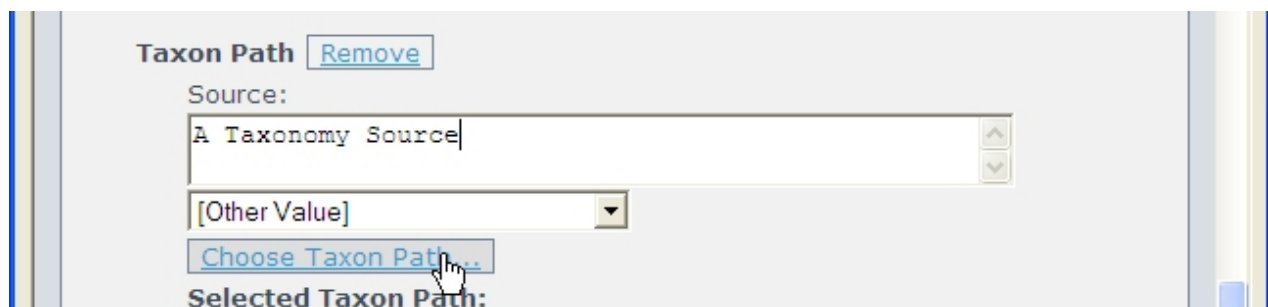 Taxon Path Remove
Source:
A Taxonomy Source
[Other Value]
Choose Taxon Path...
Selected Taxon Path: